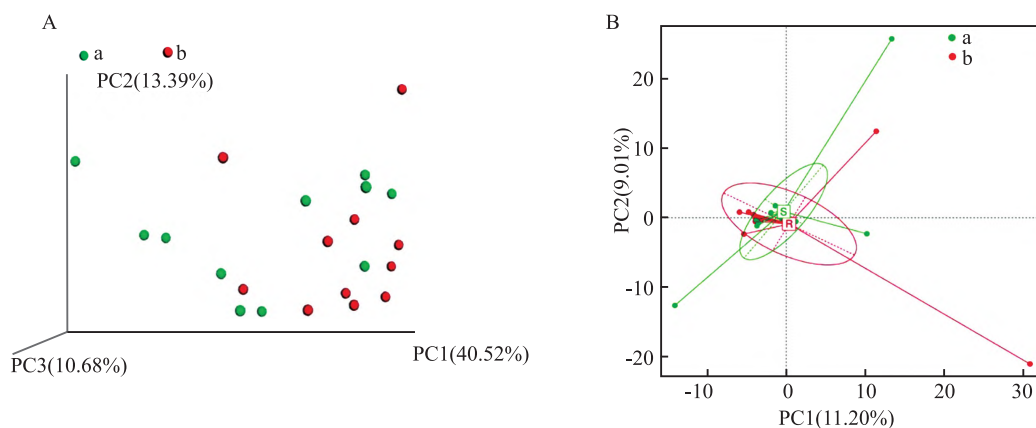 A
a b
PC2(13.39%)
PC3(10.68%)
PC1(40.52%)
B
a
b
PC2(9.01%)
20
10
0
-10
-20
S
R
-10 0 10 20 30
PC1(11.20%)